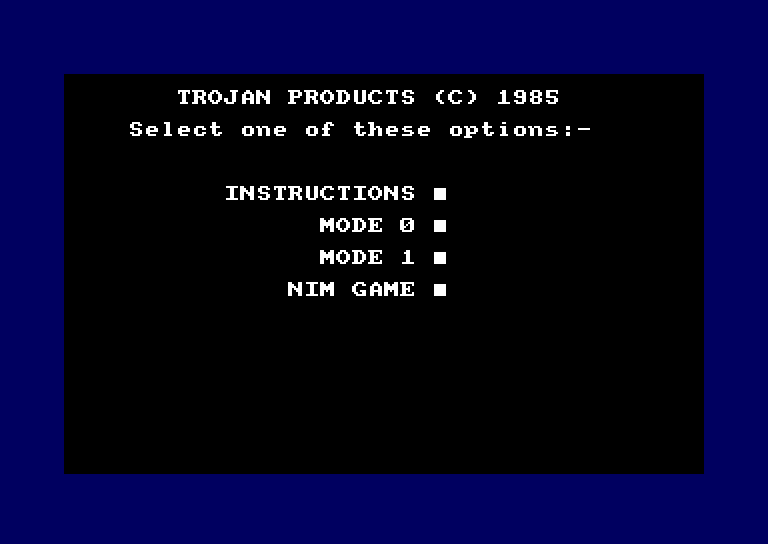 TROJAN PRODUCTS (C) 1985
Select one of these options:-
INSTRUCTIONS ■
MODE 0 ■
MODE 1 ■
NIM GAME ■